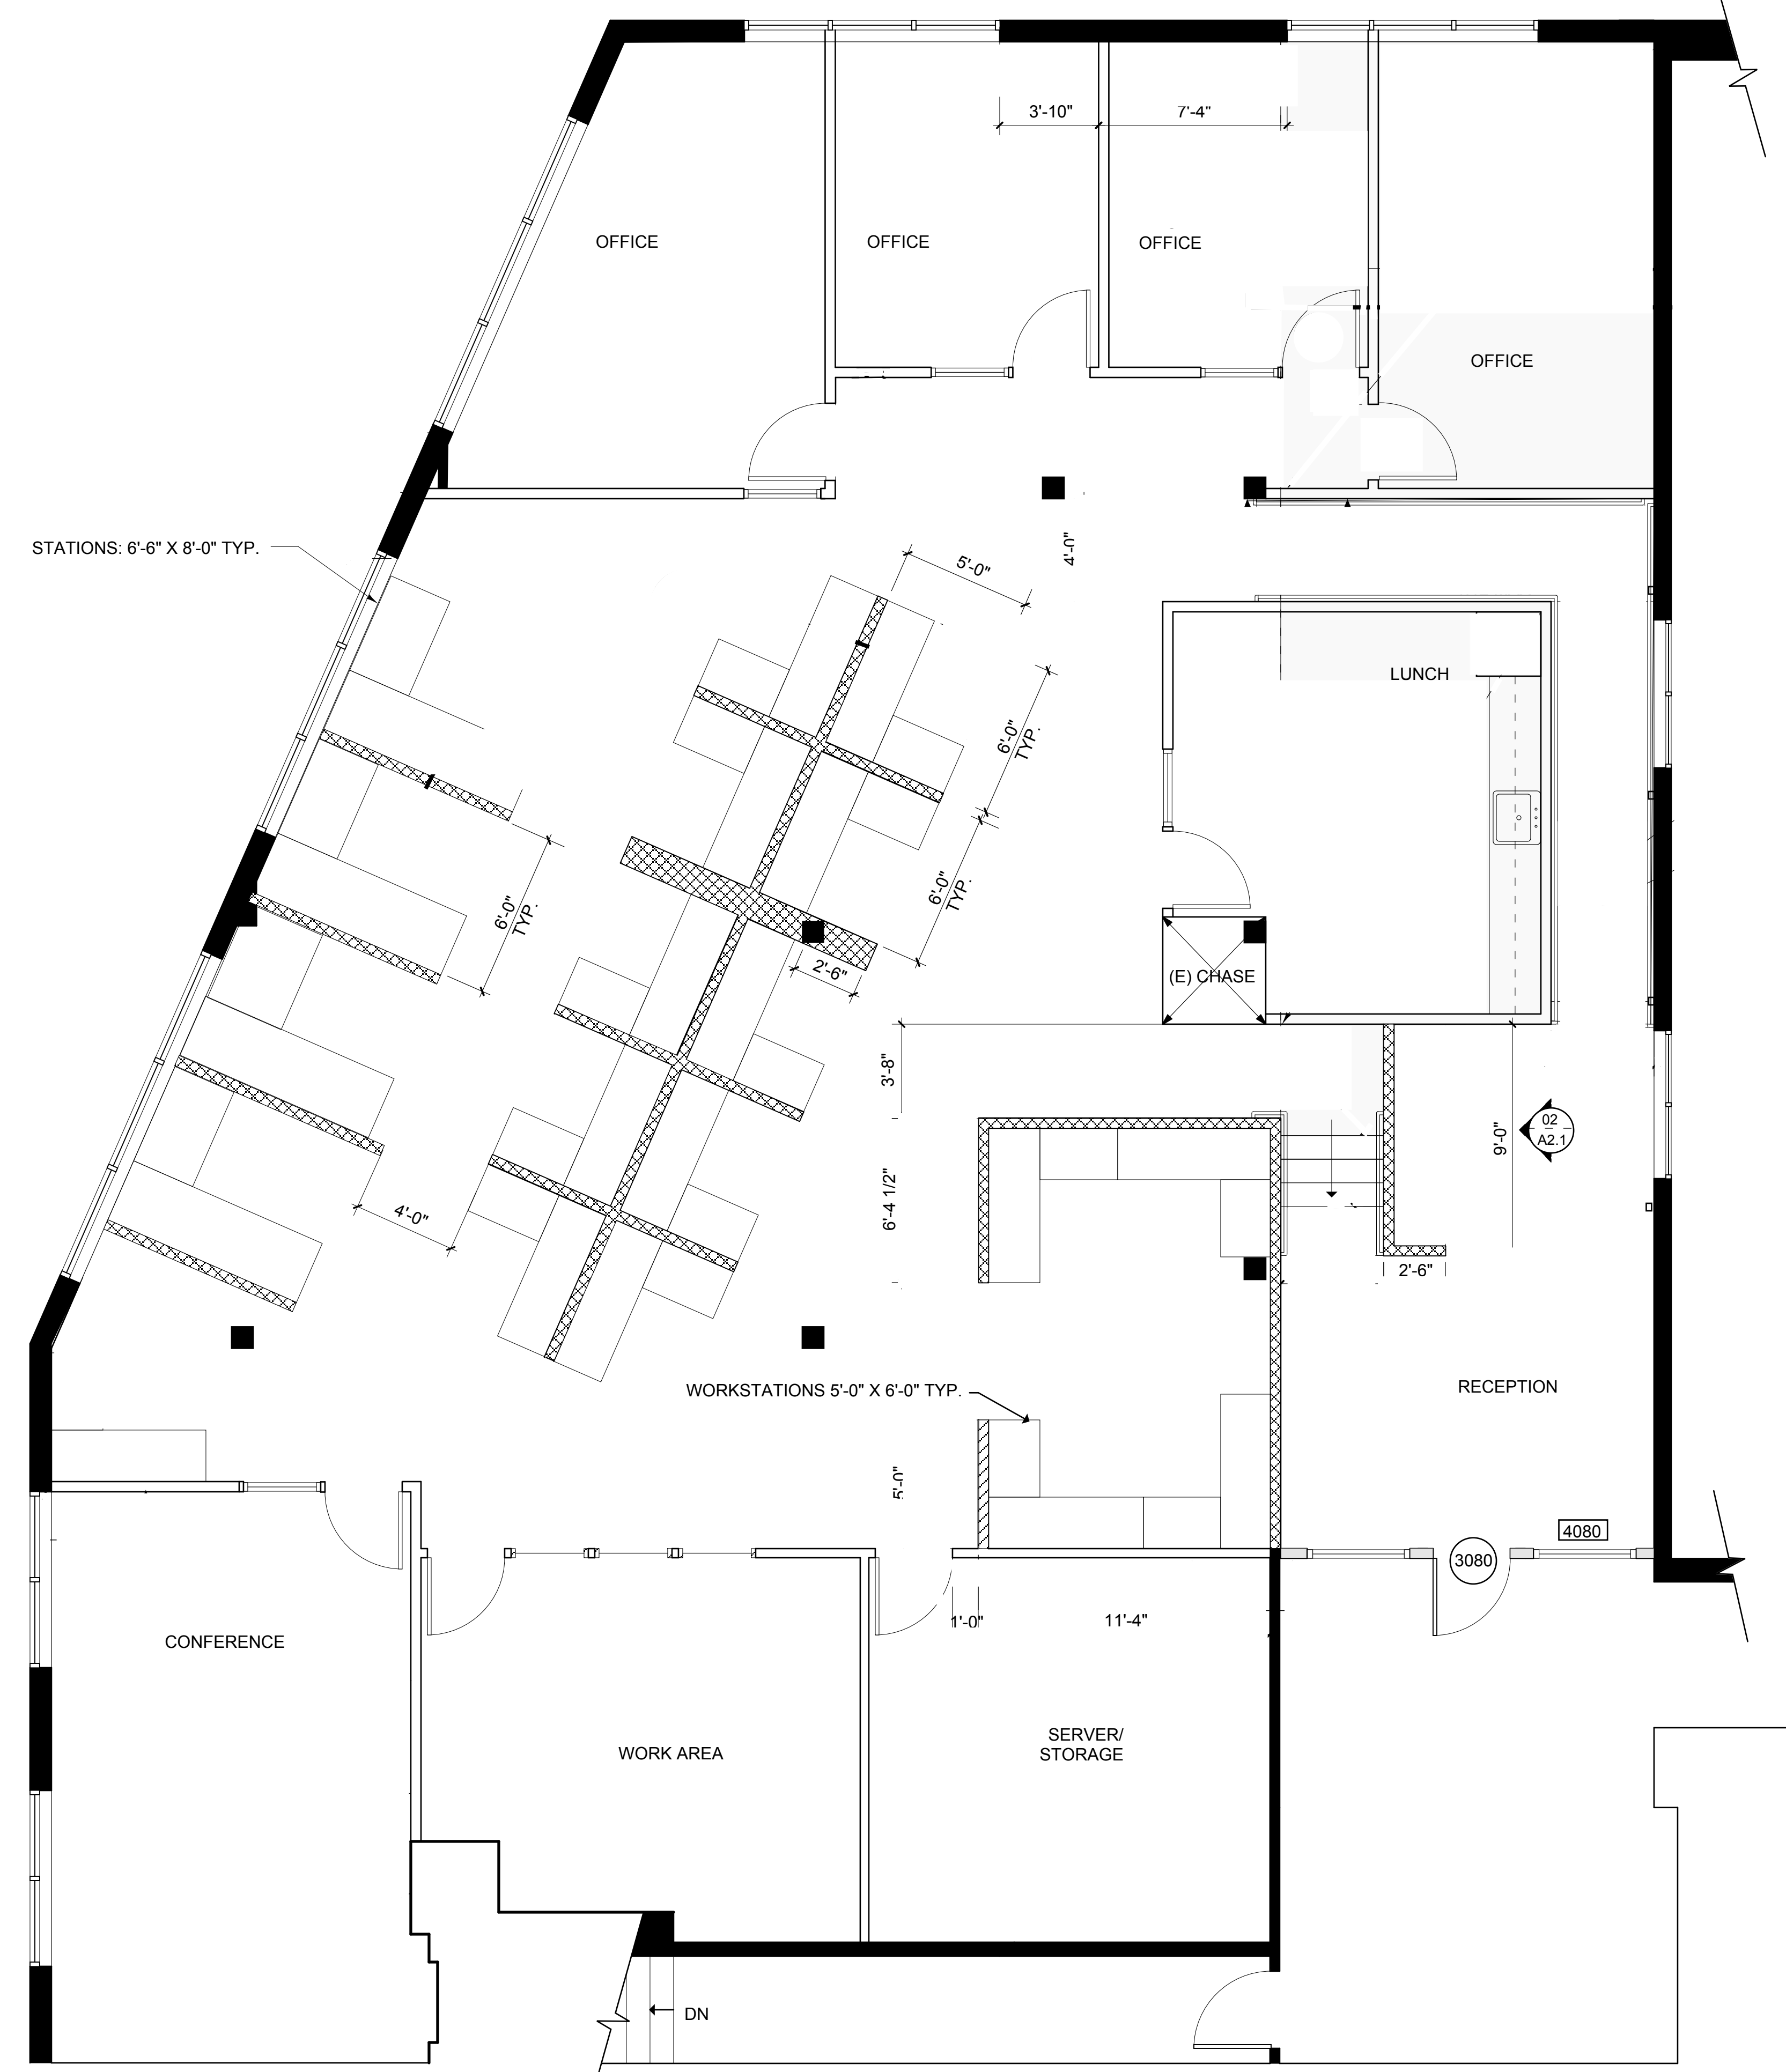 3'-10"
7'-4"
OFFICE
OFFICE
OFFICE
OFFICE
STATIONS: 6'-6" X 8'-0" TYP.
5'-0"
4'-0"
LUNCH
6'-0"
TYP.
6'-0"
TYP.
6'-0"
TYP.
2'-6"
(E) CHASE
3'-8"
02
A2.1
9'-0"
6'-4 1/2"
4'-0"
2'-6"
WORKSTATIONS 5'-0" X 6'-0" TYP.
RECEPTION
5'-0"
4080
3080
1'-0"
11'-4"
CONFERENCE
WORK AREA
SERVER/
STORAGE
DN